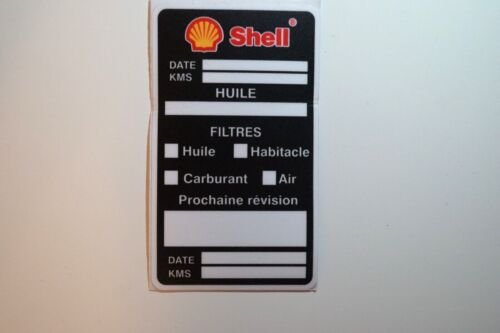 Shell
DATE
KMS
HUILE
FILTRES
Huile Habitacle
Carburant Air
Prochaine révision
DATE
KMS